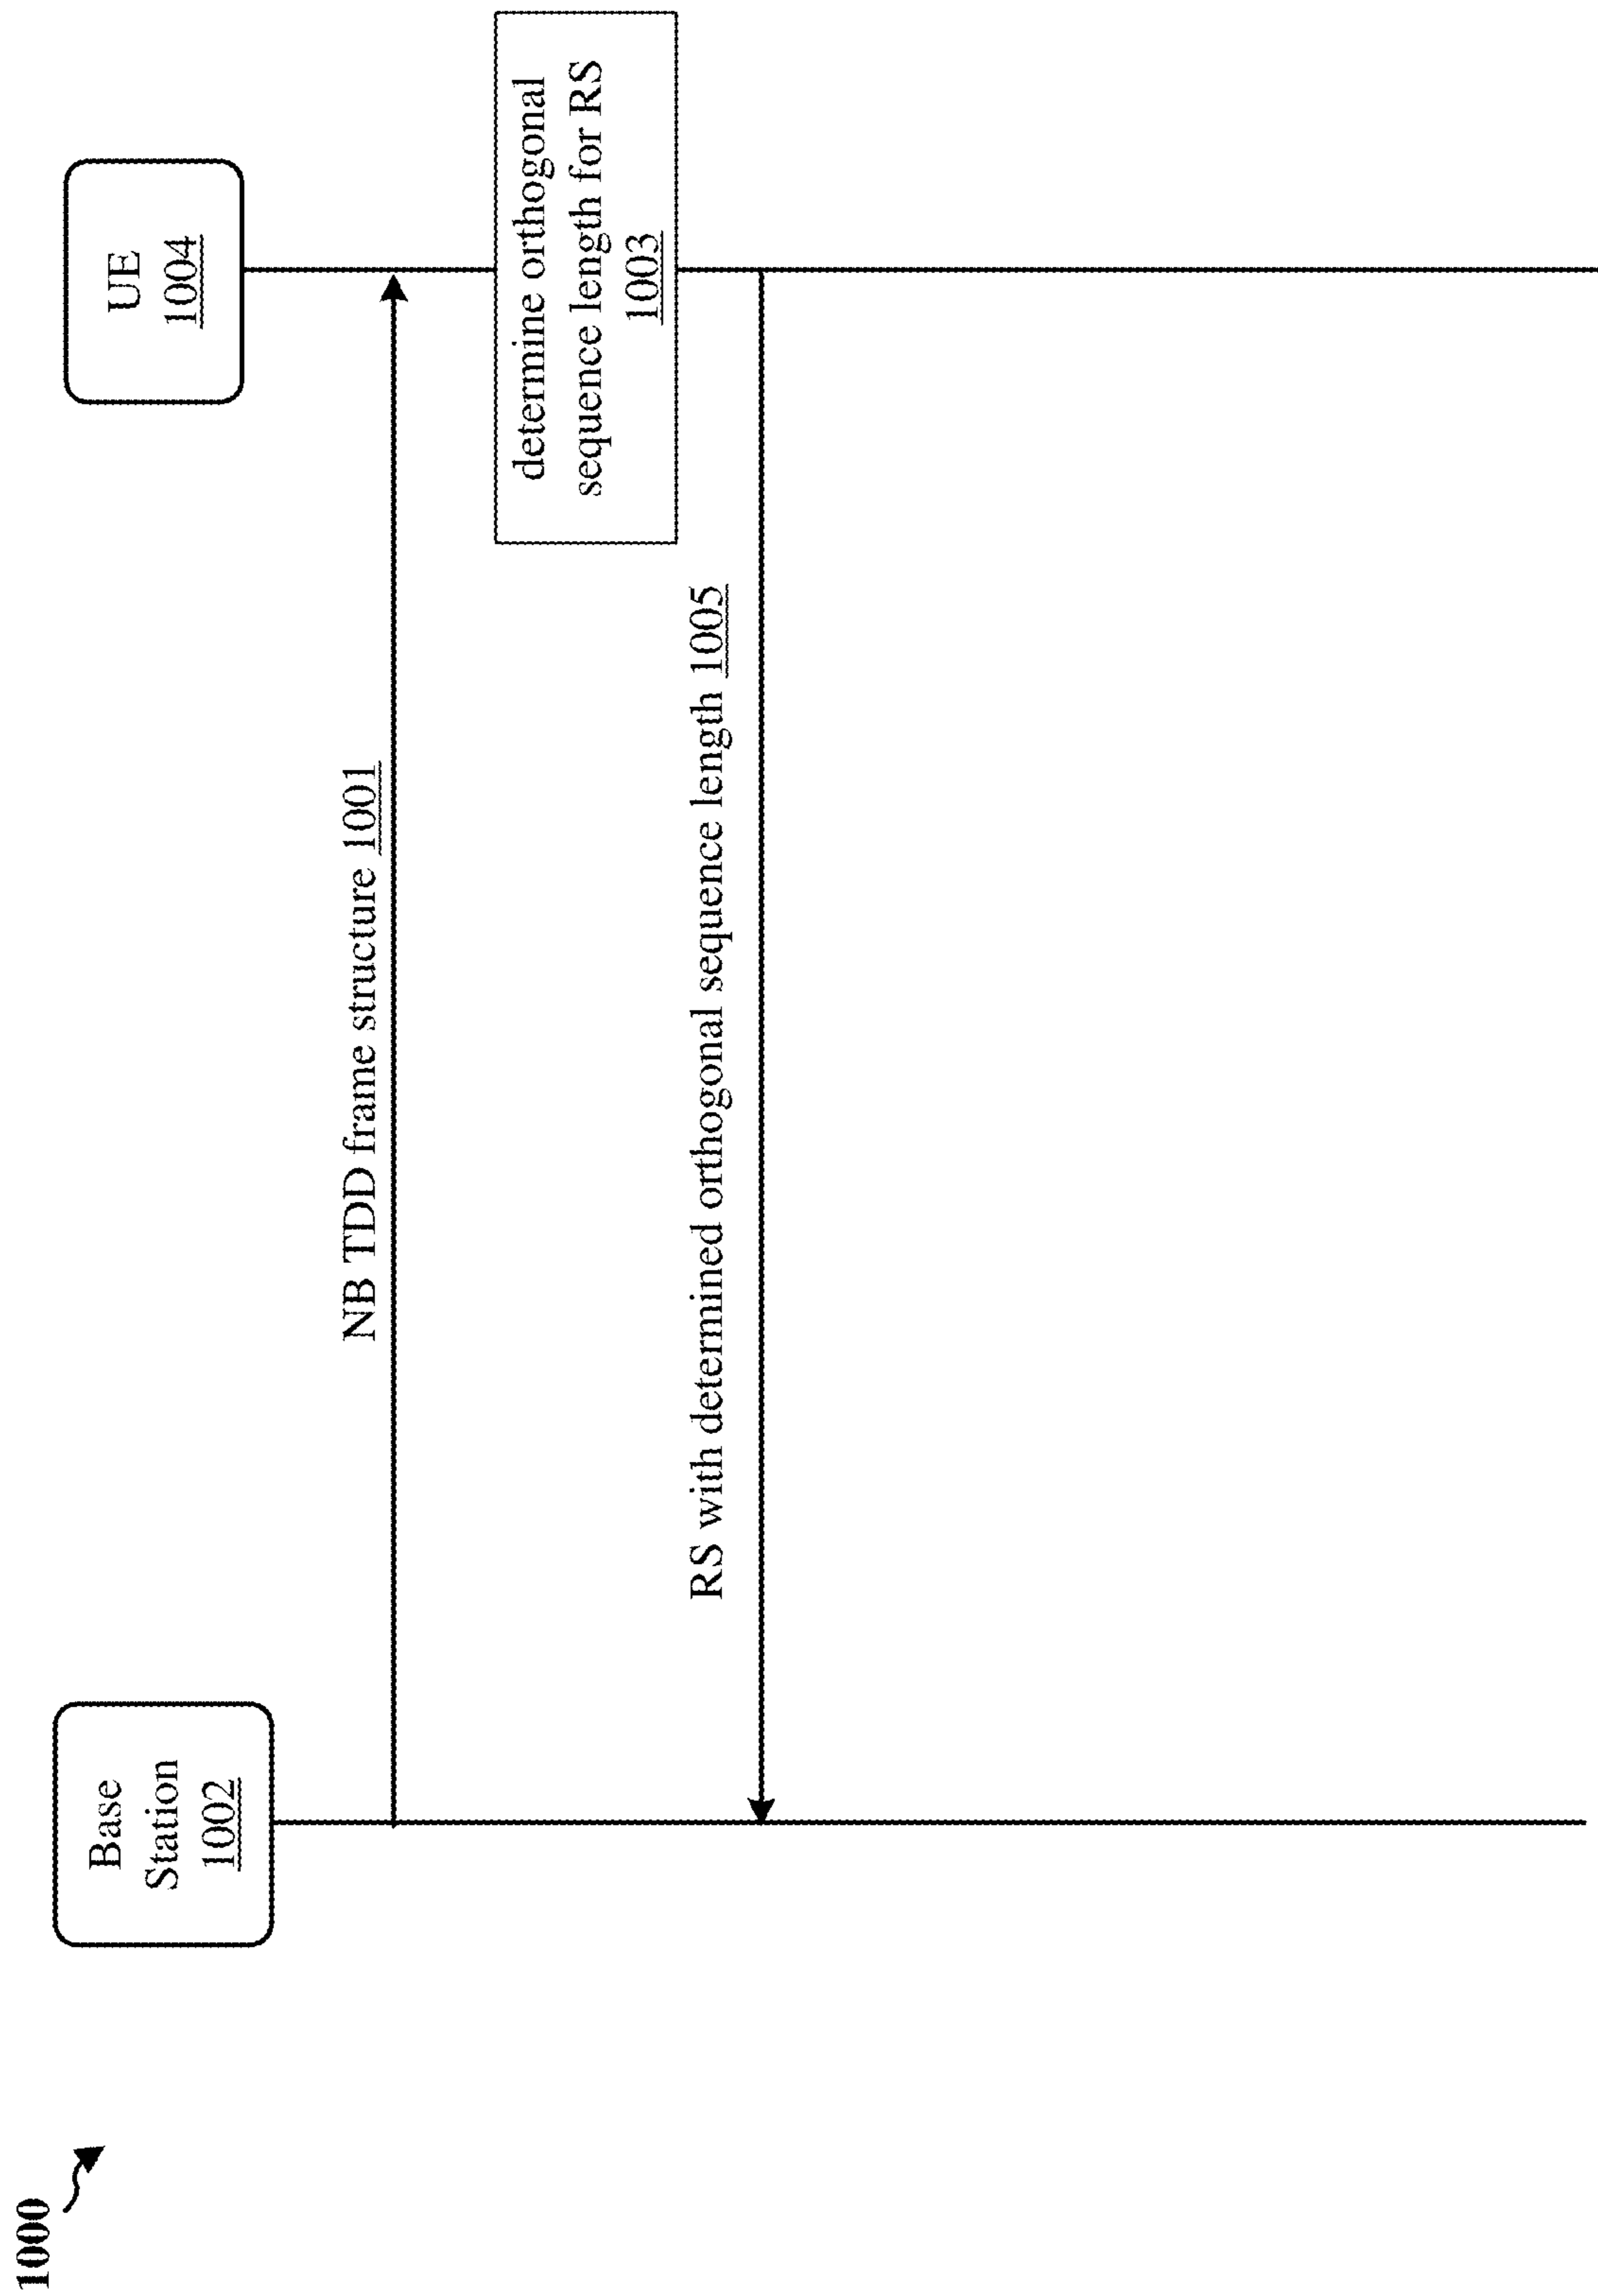 1000
Base
Station
1002
UE
1004
NB TDD frame structure 1001
determine orthogonal
sequence length for RS
1003
RS with determined orthogonal sequence length 1005